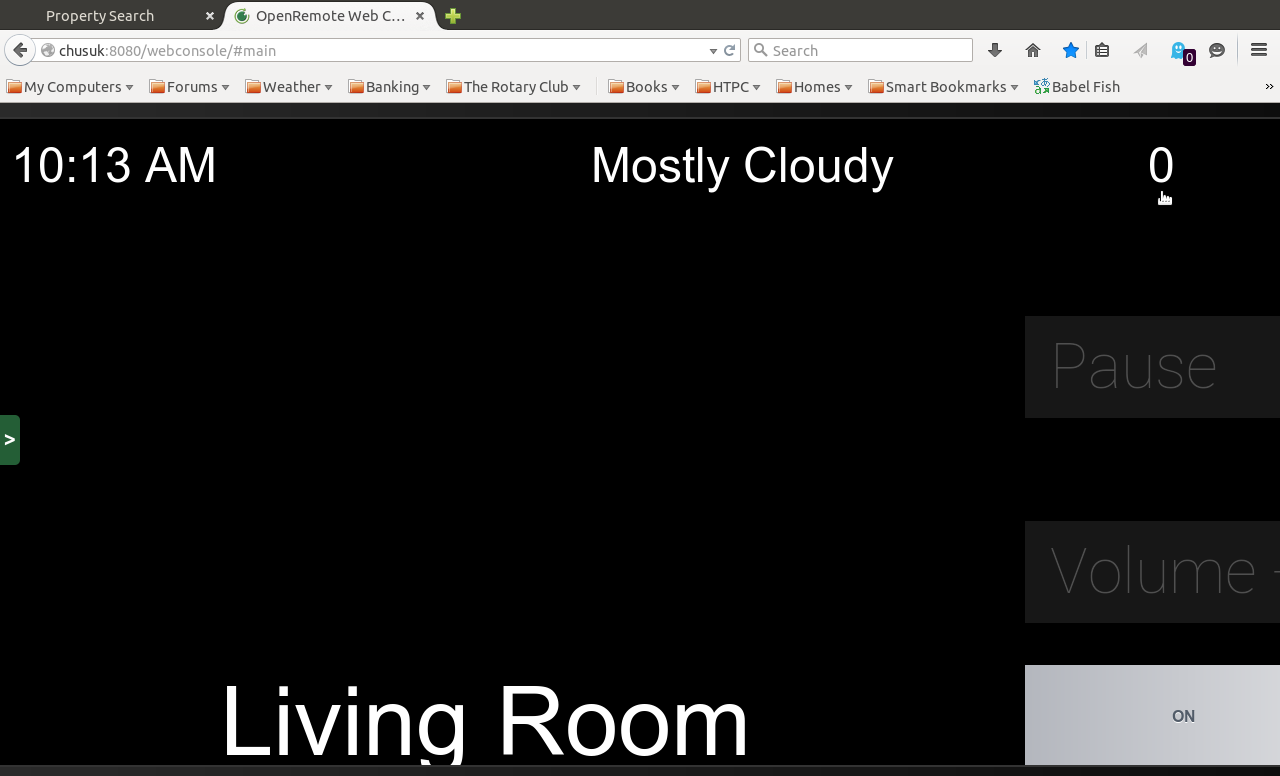 Property Search OpenRemote Web C...
chusuk:8080/webconsole/#main Search 0
My Computers Forums Weather Banking The Rotary Club Books HTPC Homes Smart Bookmarks Babel Fish »
10:13 AM Mostly Cloudy 0
Pause
>
Volume
Living Room ON